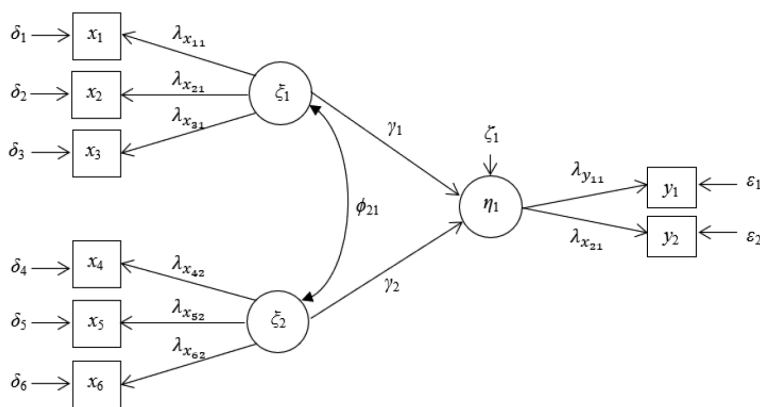 δ₁ x₁ λₓ₁₁
δ₂ x₂ λₓ₂₁ ξ₁
δ₃ x₃ λₓ₃₁
γ₁ ζ₁
ϕ₂₁ η₁
λy₁₁ y₁ ε₁
λₓ₂₁ y₂ ε₂
γ₂
δ₄ x₄ λₓ₄₂
δ₅ x₅ λₓ₅₂ ξ₂
δ₆ x₆ λₓ₆₂